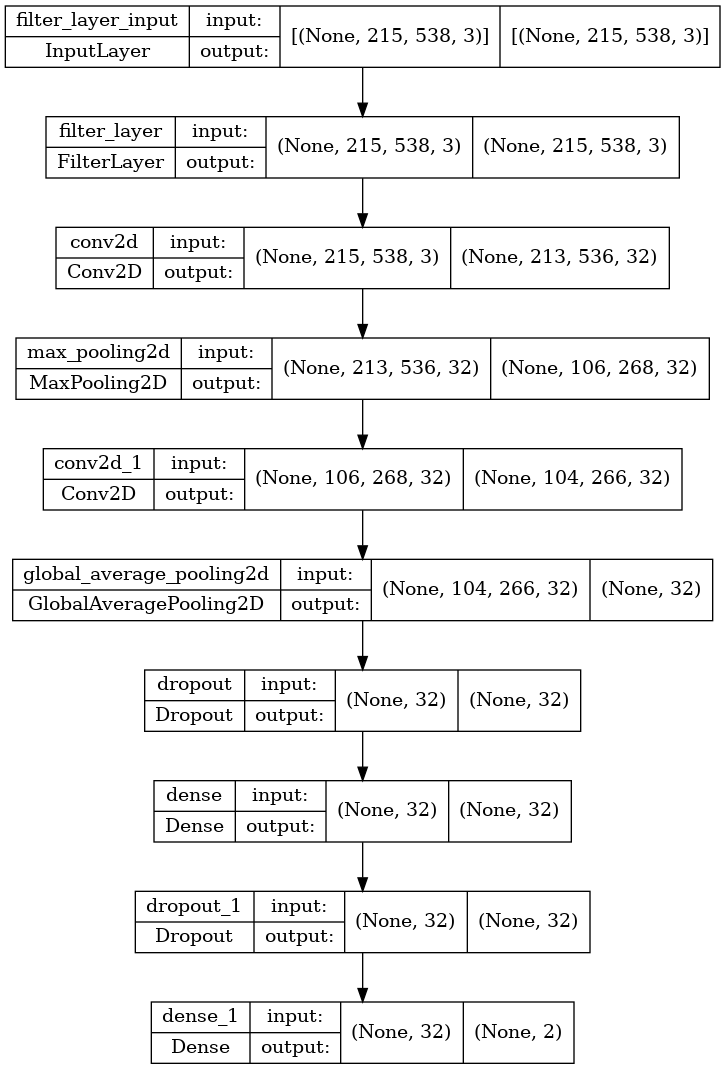 filter_layer_input input: [(None, 215, 538, 3)] [(None, 215, 538, 3)]
InputLayer output:
filter_layer input: (None, 215, 538, 3) (None, 215, 538, 3)
FilterLayer output:
conv2d input: (None, 215, 538, 3) (None, 213, 536, 32)
Conv2D output:
max_pooling2d input: (None, 213, 536, 32) (None, 106, 268, 32)
MaxPooling2D output:
conv2d_1 input: (None, 106, 268, 32) (None, 104, 266, 32)
Conv2D output:
global_average_pooling2d input: (None, 104, 266, 32) (None, 32)
GlobalAveragePooling2D output:
dropout input: (None, 32) (None, 32)
Dropout output:
dense input: (None, 32) (None, 32)
Dense output:
dropout_1 input: (None, 32) (None, 32)
Dropout output:
dense_1 input: (None, 32) (None, 2)
Dense output: